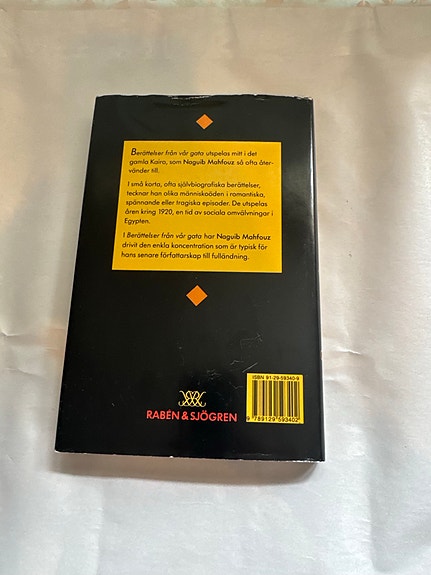 Berättelser från vår gata utspelas mitt i det
gamla Kairo, som Naguib Mahfouz så ofta åter-
vänder till.
I små korta, ofta självbiografiska berättelser,
tecknar han olika människoöden i romantiska,
spännande eller tragiska episoder. De utspelas
åren kring 1920, en tid av sociala omvälvningar i
Egypten.
I Berättelser från vår gata har Naguib Mahfouz
drivit den enkla koncentration som är typisk för
hans senare författarskap till fulländning.
ISBN 91-29-59340-9
9 789129 593402
RABÉN & SJÖGREN